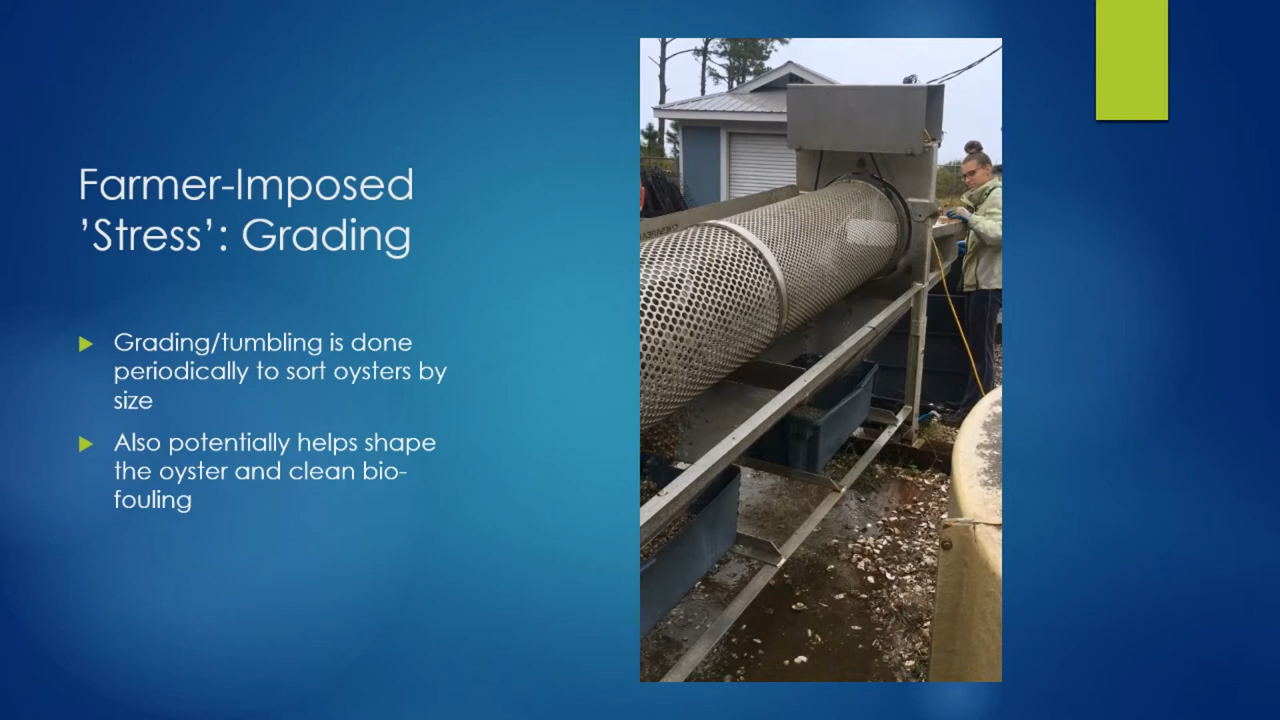 Farmer-Imposed
’Stress’: Grading
Grading/tumbling is done
periodically to sort oysters by
size
Also potentially helps shape
the oyster and clean bio-
fouling